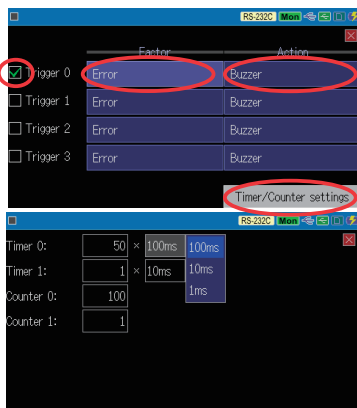 RS-232C Mon
Factor Action
Trigger 0 Error Buzzer
Trigger 1 Error Buzzer
Trigger 2 Error Buzzer
Trigger 3 Error Buzzer
Timer/Counter settings
RS-232C Mon
Timer 0: 50 × 100ms 100ms
Timer 1: 1 × 10ms 10ms
1ms
Counter 0: 100
Counter 1: 1